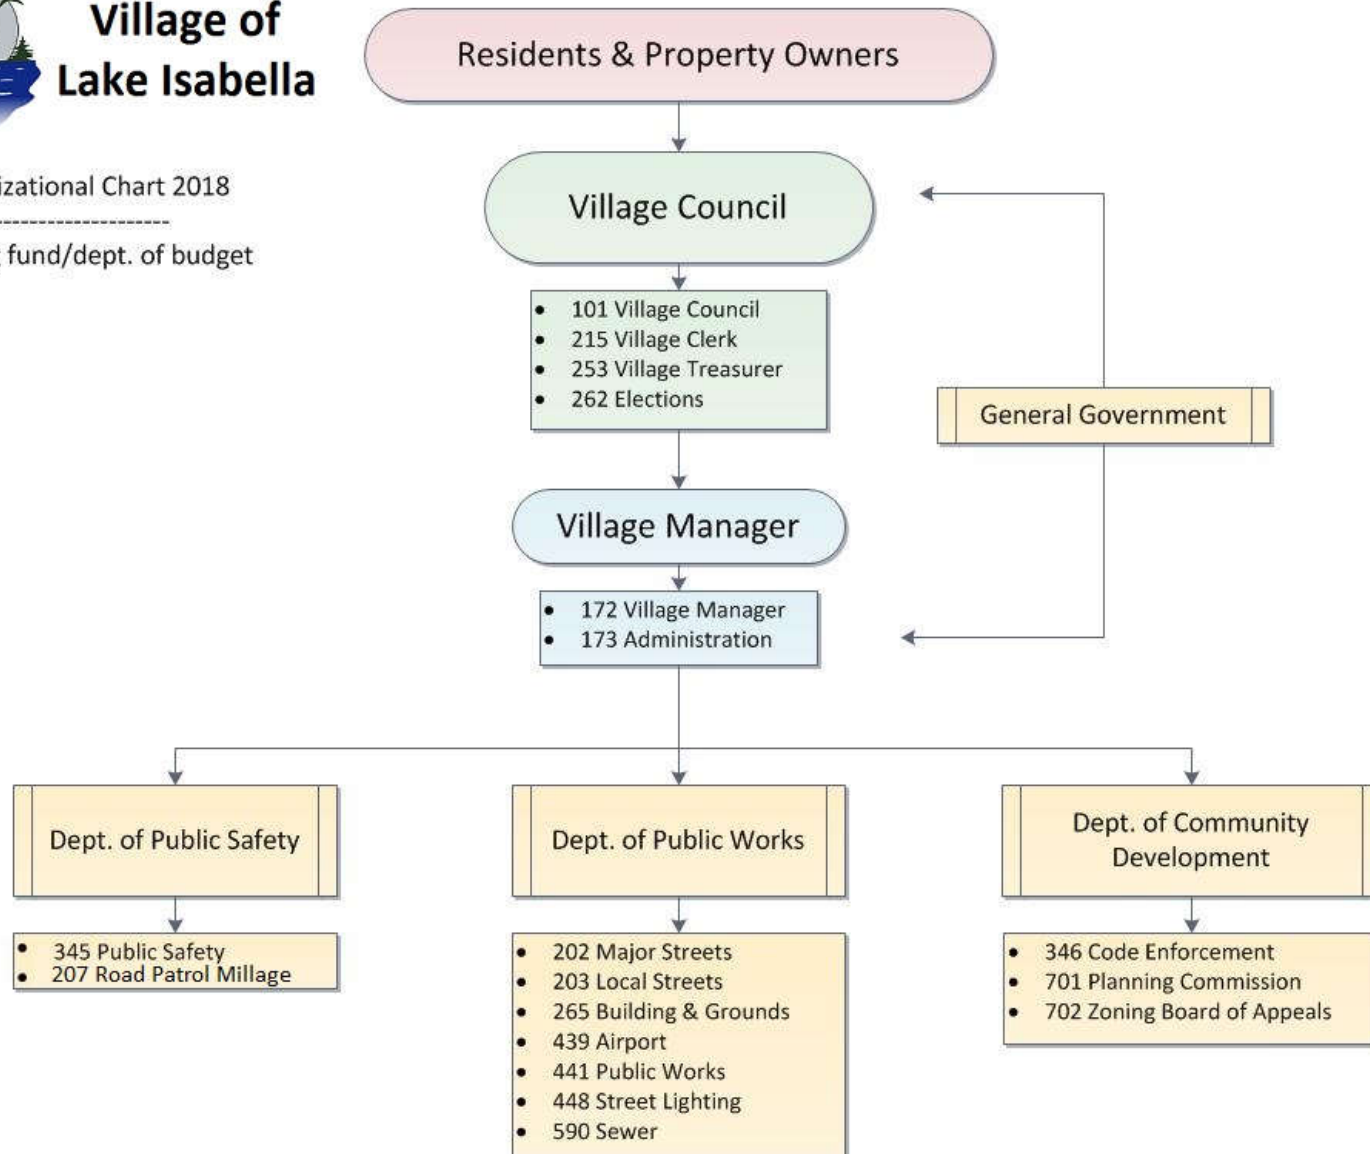 Village of
Lake Isabella
izational Chart 2018
--------------------
fund/dept. of budget
Residents & Property Owners
Village Council
• 101 Village Council
• 215 Village Clerk
• 253 Village Treasurer
• 262 Elections
General Government
Village Manager
• 172 Village Manager
• 173 Administration
Dept. of Public Safety
• 345 Public Safety
• 207 Road Patrol Millage
Dept. of Public Works
• 202 Major Streets
• 203 Local Streets
• 265 Building & Grounds
• 439 Airport
• 441 Public Works
• 448 Street Lighting
• 590 Sewer
Dept. of Community
Development
• 346 Code Enforcement
• 701 Planning Commission
• 702 Zoning Board of Appeals